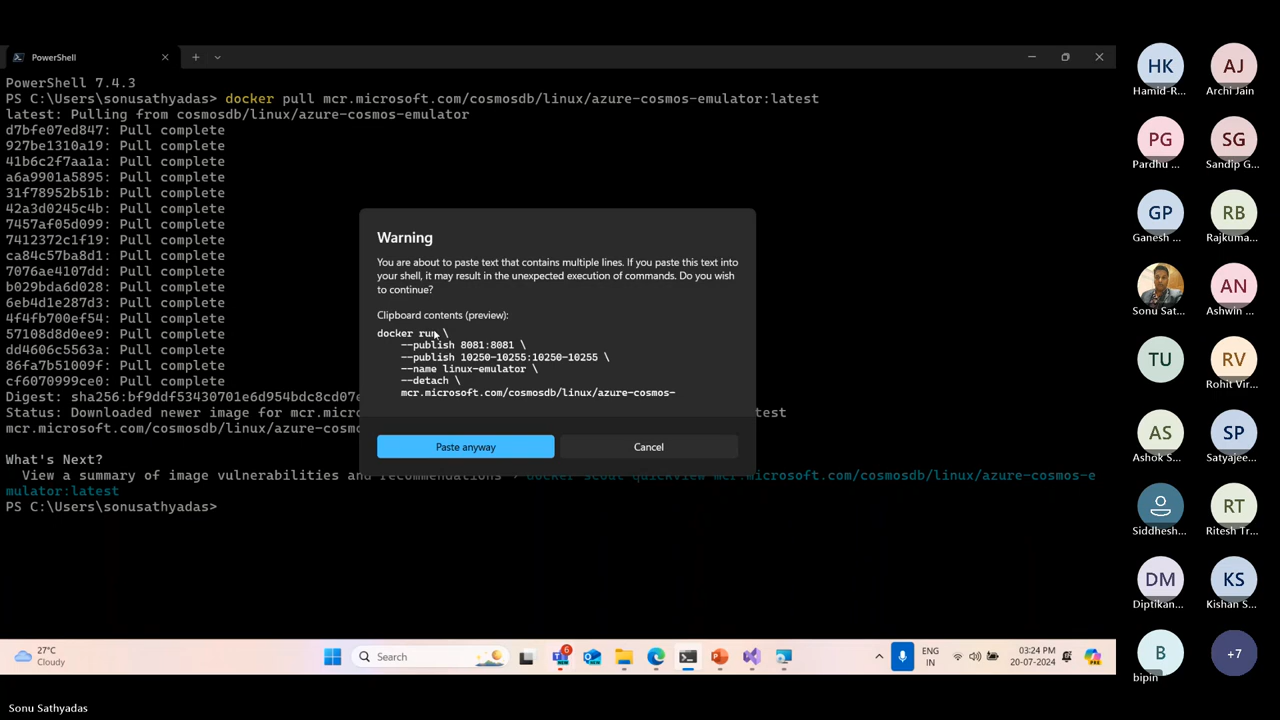 PowerShell
PowerShell 7.4.3
PS C:\Users\sonusathyadas> docker pull mcr.microsoft.com/cosmosdb/linux/azure-cosmos-emulator:latest
latest: Pulling from cosmosdb/linux/azure-cosmos-emulator
d7bfe07ed847: Pull complete
927be1310a19: Pull complete
41b6c2f7aa1a: Pull complete
a6a9901a5895: Pull complete
31f78952b51b: Pull complete
42a3d0245c4b: Pull complete
7457af05d099: Pull complete
7412372c1f19: Pull complete
ca84c57ba8d1: Pull complete
7076ae4107dd: Pull complete
b029bda6d028: Pull complete
6eb4d1e287d3: Pull complete
4f4fb700ef54: Pull complete
57108d8d0ee9: Pull complete
dd4606c5563a: Pull complete
86fa7b51009f: Pull complete
cf6070999ce0: Pull complete
Digest: sha256:bf9ddf53430701e6d954bdc8cd07e
Status: Downloaded newer image for mcr.micro test
mcr.microsoft.com/cosmosdb/linux/azure-cosmo
What's Next?
View a summary of image vulnerabilities and recommendations → docker scout quickview mcr.microsoft.com/cosmosdb/linux/azure-cosmos-e
mulator:latest
PS C:\Users\sonusathyadas>
Warning
You are about to paste text that contains multiple lines. If you paste this text into
your shell, it may result in the unexpected execution of commands. Do you wish
to continue?
Clipboard contents (preview):
docker run \
--publish 8081:8081 \
--publish 10250-10255:10250-10255 \
--name linux-emulator \
--detach \
mcr.microsoft.com/cosmosdb/linux/azure-cosmos-
Paste anyway
Cancel
HK
Hamid-R...
AJ
Archi Jain
PG
Pardhu ...
SG
Sandip G...
GP
Ganesh ...
RB
Rajkuma...
Sonu Sat...
AN
Ashwin ...
TU
RV
Rohit Vir...
AS
Ashok S...
SP
Satyajee...
Siddhesh...
RT
Ritesh Tr...
DM
Diptikan...
KS
Kishan S...
B
bipin
+7
27°C
Cloudy
Search
6
ENG
IN
03:24 PM
20-07-2024
Sonu Sathyadas